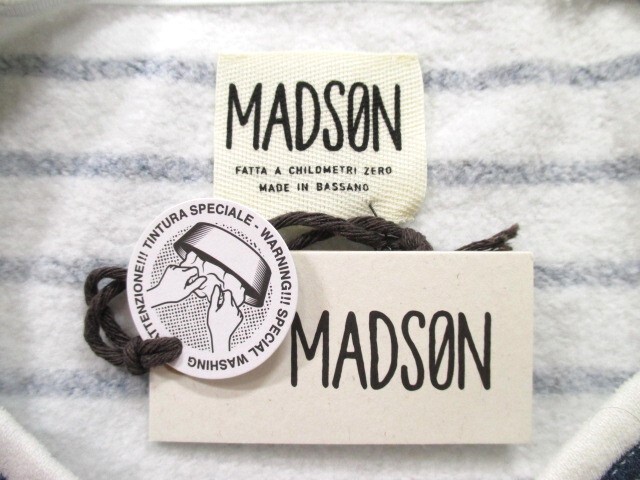 MADSØN
FATTA A CHILOMETRI ZERO
MADE IN BASSANO
ATTENZIONE!!! TINTURA SPECIALE - WARNING!!! SPECIAL WASHING
MADSØN